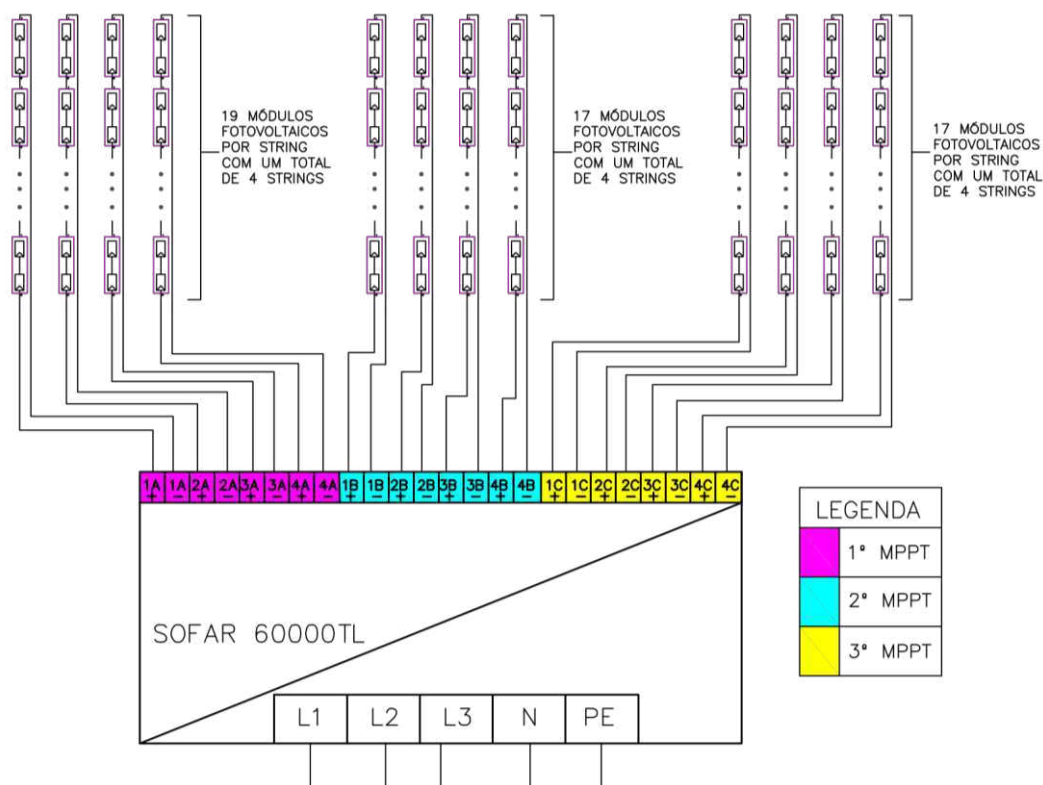 19 MÓDULOS
FOTOVOLTAICOS
POR STRING
COM UM TOTAL
DE 4 STRINGS
17 MÓDULOS
FOTOVOLTAICOS
POR STRING
COM UM TOTAL
DE 4 STRINGS
17 MÓDULOS
FOTOVOLTAICOS
POR STRING
COM UM TOTAL
DE 4 STRINGS
1A 1A 2A 2A 3A 3A 4A 4A 1B 1B 2B 2B 3B 3B 4B 4B 1C 1C 2C 2C 3C 3C 4C 4C
+ − + − + − + − + − + − + − + − + − + − + − + −
SOFAR 60000TL
L1 L2 L3 N PE
LEGENDA
1ª MPPT
2ª MPPT
3ª MPPT